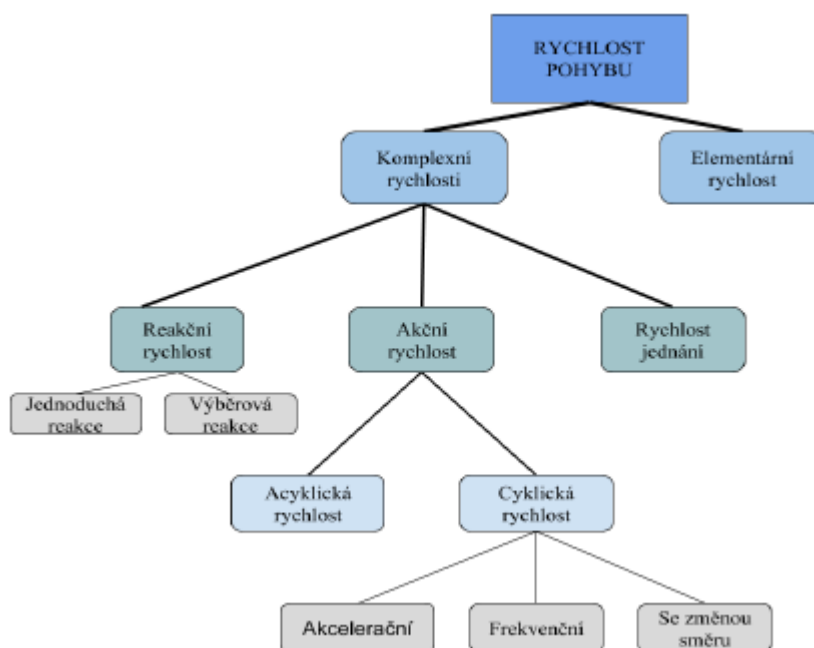 RYCHLOST
POHYBU
Komplexní
rychlosti
Elementární
rychlost
Reakční
rychlost
Akční
rychlost
Rychlost
jednání
Jednoduchá
reakce
Výběrová
reakce
Acyklická
rychlost
Cyklická
rychlost
Akcelerační
Frekvenční
Se změnou
směru